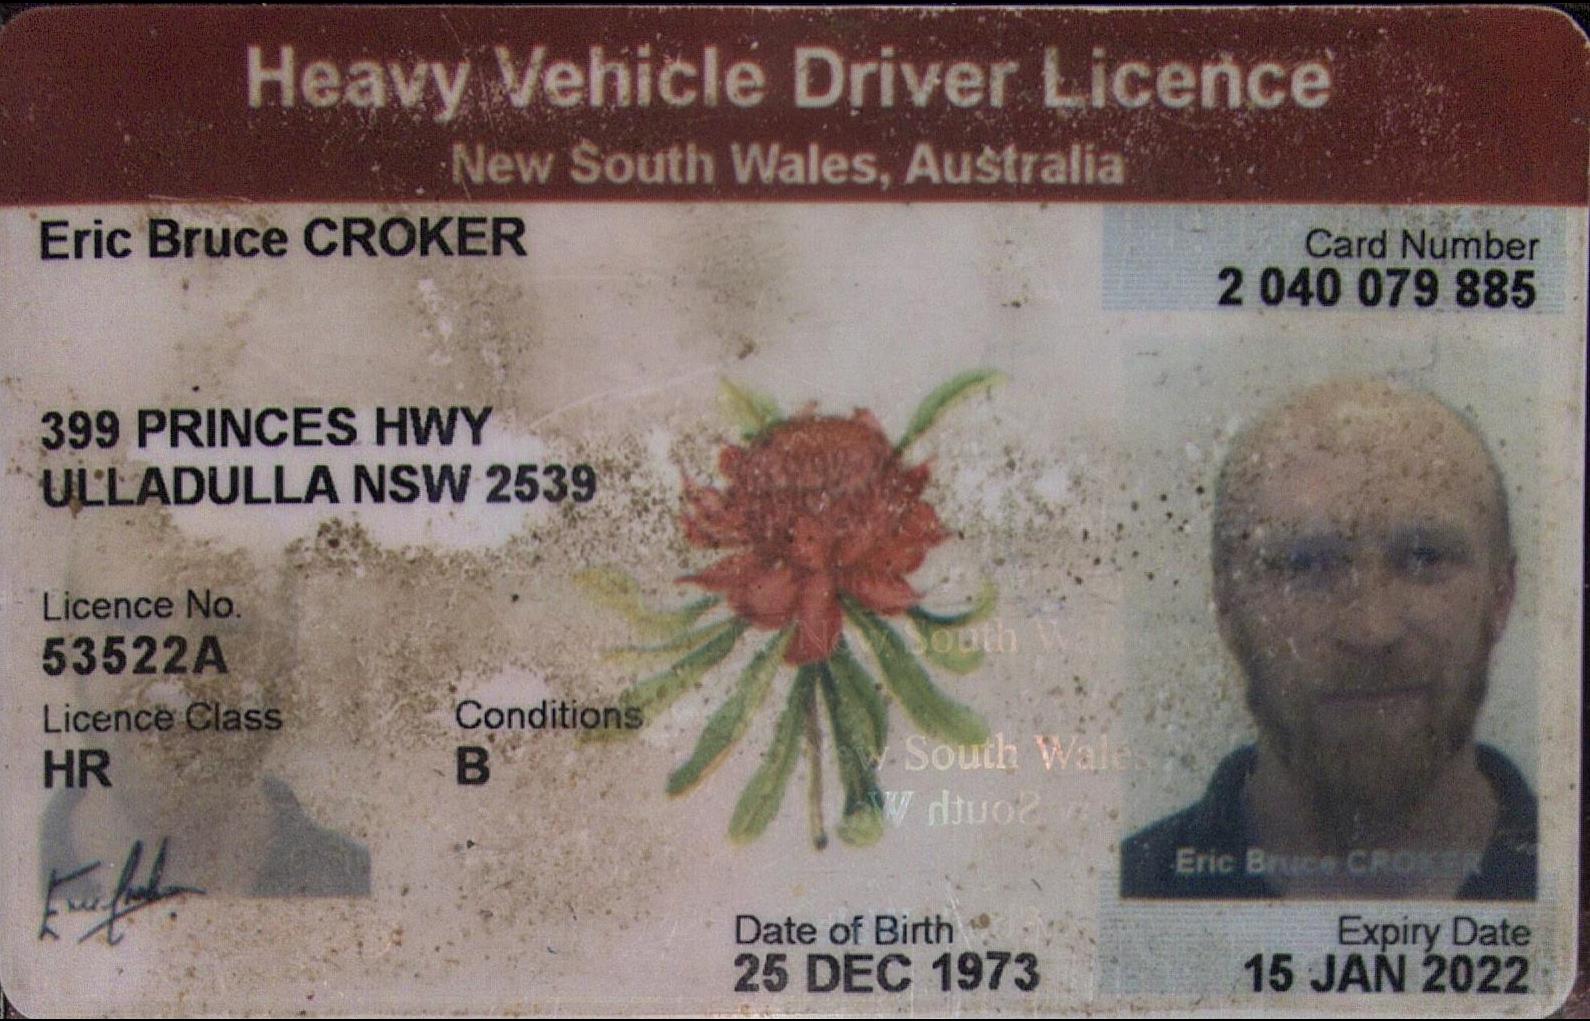 Heavy Vehicle Driver Licence
New South Wales, Australia
Eric Bruce CROKER
Card Number
2 040 079 885
399 PRINCES HWY
ULLADULLA NSW 2539
Licence No.
53522A
Licence Class
Conditions
HR
B
New South Wal
w South Wales
South W
Eric Bruce CROKER
Date of Birth
25 DEC 1973
Expiry Date
15 JAN 2022